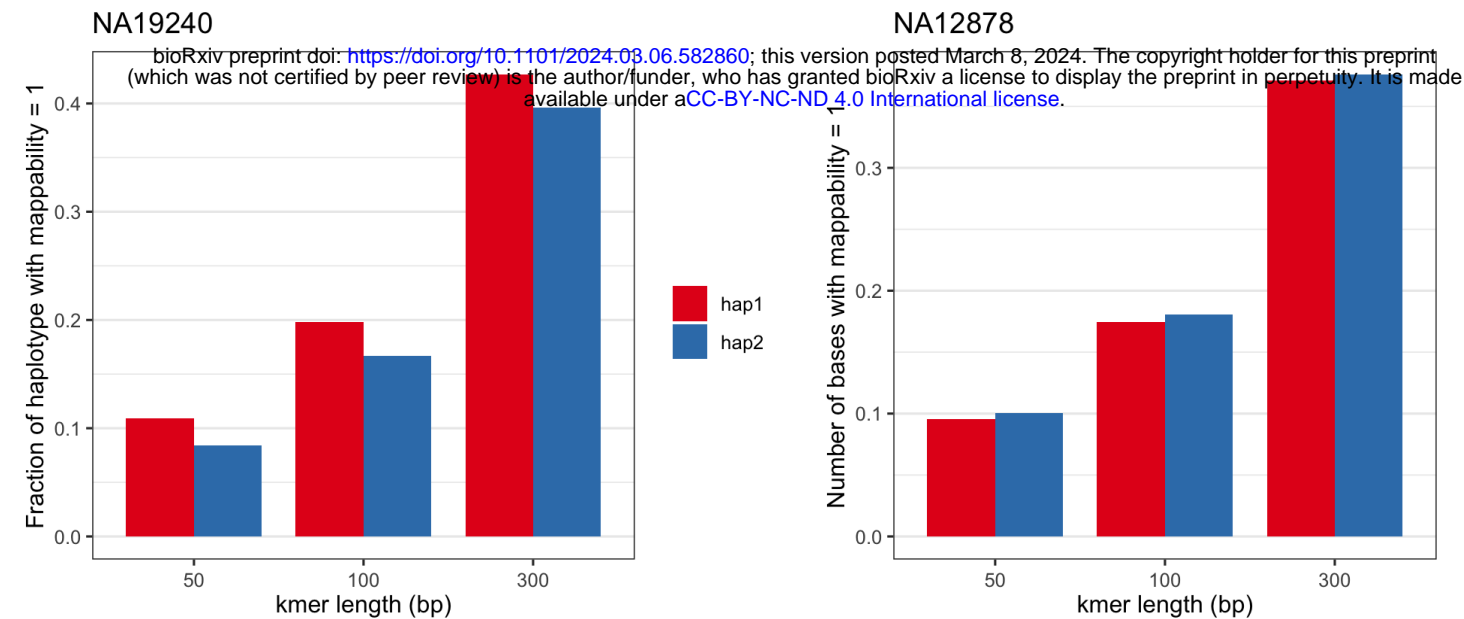 NA19240
NA12878
bioRxiv preprint doi: https://doi.org/10.1101/2024.03.06.582860; this version posted March 8, 2024. The copyright holder for this preprint
(which was not certified by peer review) is the author/funder, who has granted bioRxiv a license to display the preprint in perpetuity. It is made
available under aCC-BY-NC-ND 4.0 International license.
Fraction of haplotype with mappability = 1
0.4
0.3
0.2
0.1
0.0
50
100
300
kmer length (bp)
hap1
hap2
Number of bases with mappability = 1
0.3
0.2
0.1
0.0
50
100
300
kmer length (bp)